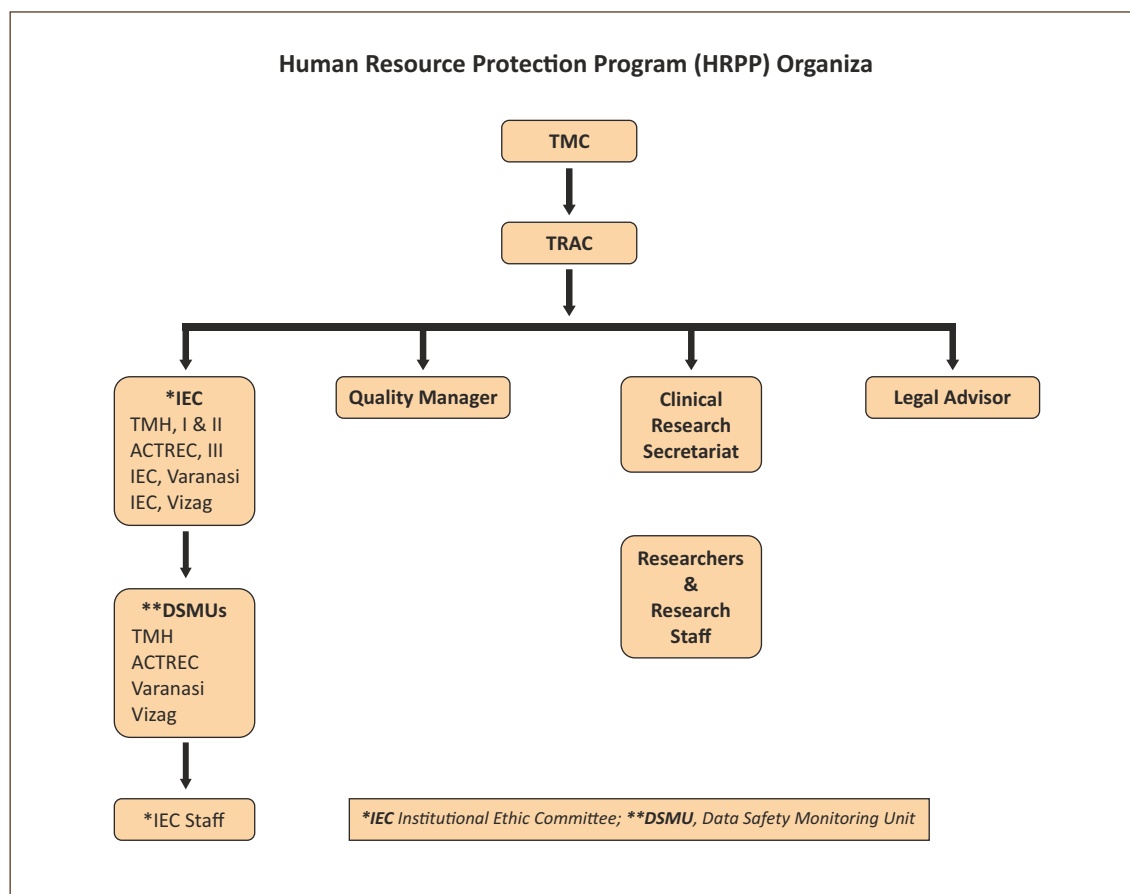 Human Resource Protection Program (HRPP) Organiza
TMC
TRAC
*IEC
TMH, I & II
ACTREC, III
IEC, Varanasi
IEC, Vizag
Quality Manager
Clinical
Research
Secretariat
Legal Advisor
Researchers
&
Research
Staff
**DSMUs
TMH
ACTREC
Varanasi
Vizag
*IEC Staff
*IEC Institutional Ethic Committee; **DSMU, Data Safety Monitoring Unit